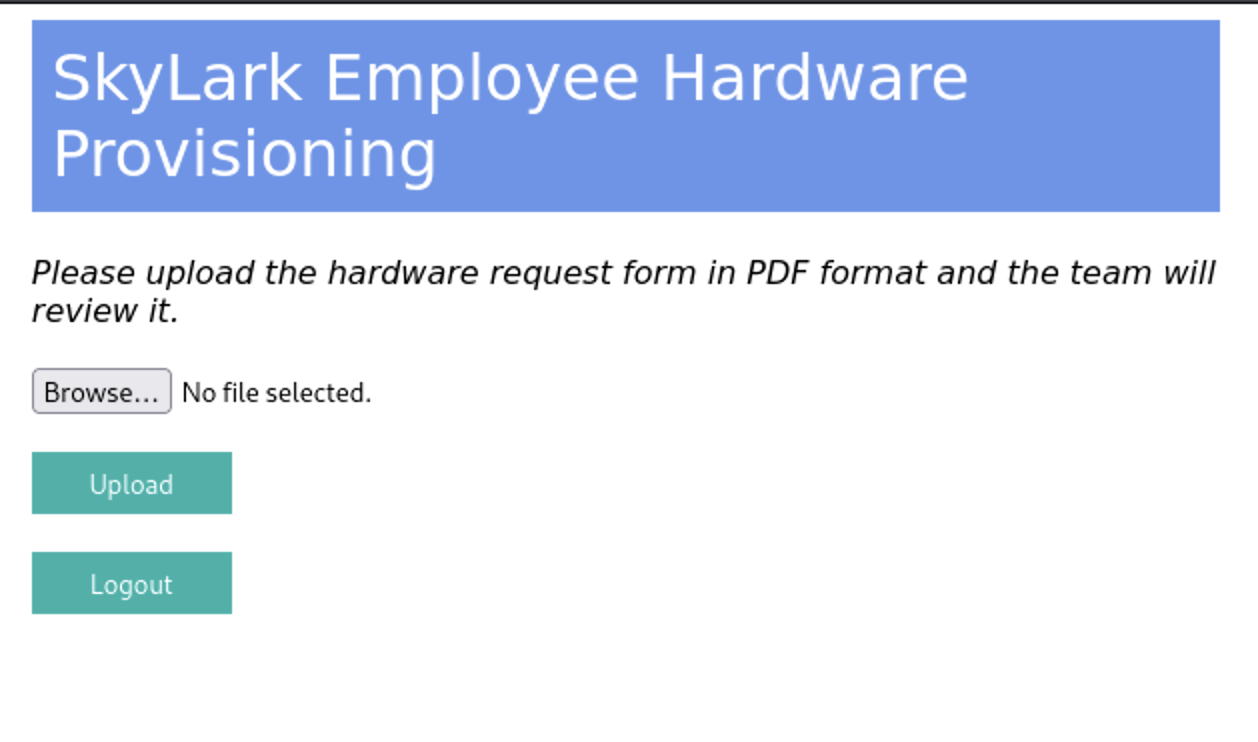 SkyLark Employee Hardware
Provisioning
Please upload the hardware request form in PDF format and the team will
review it.
Browse... No file selected.
Upload
Logout